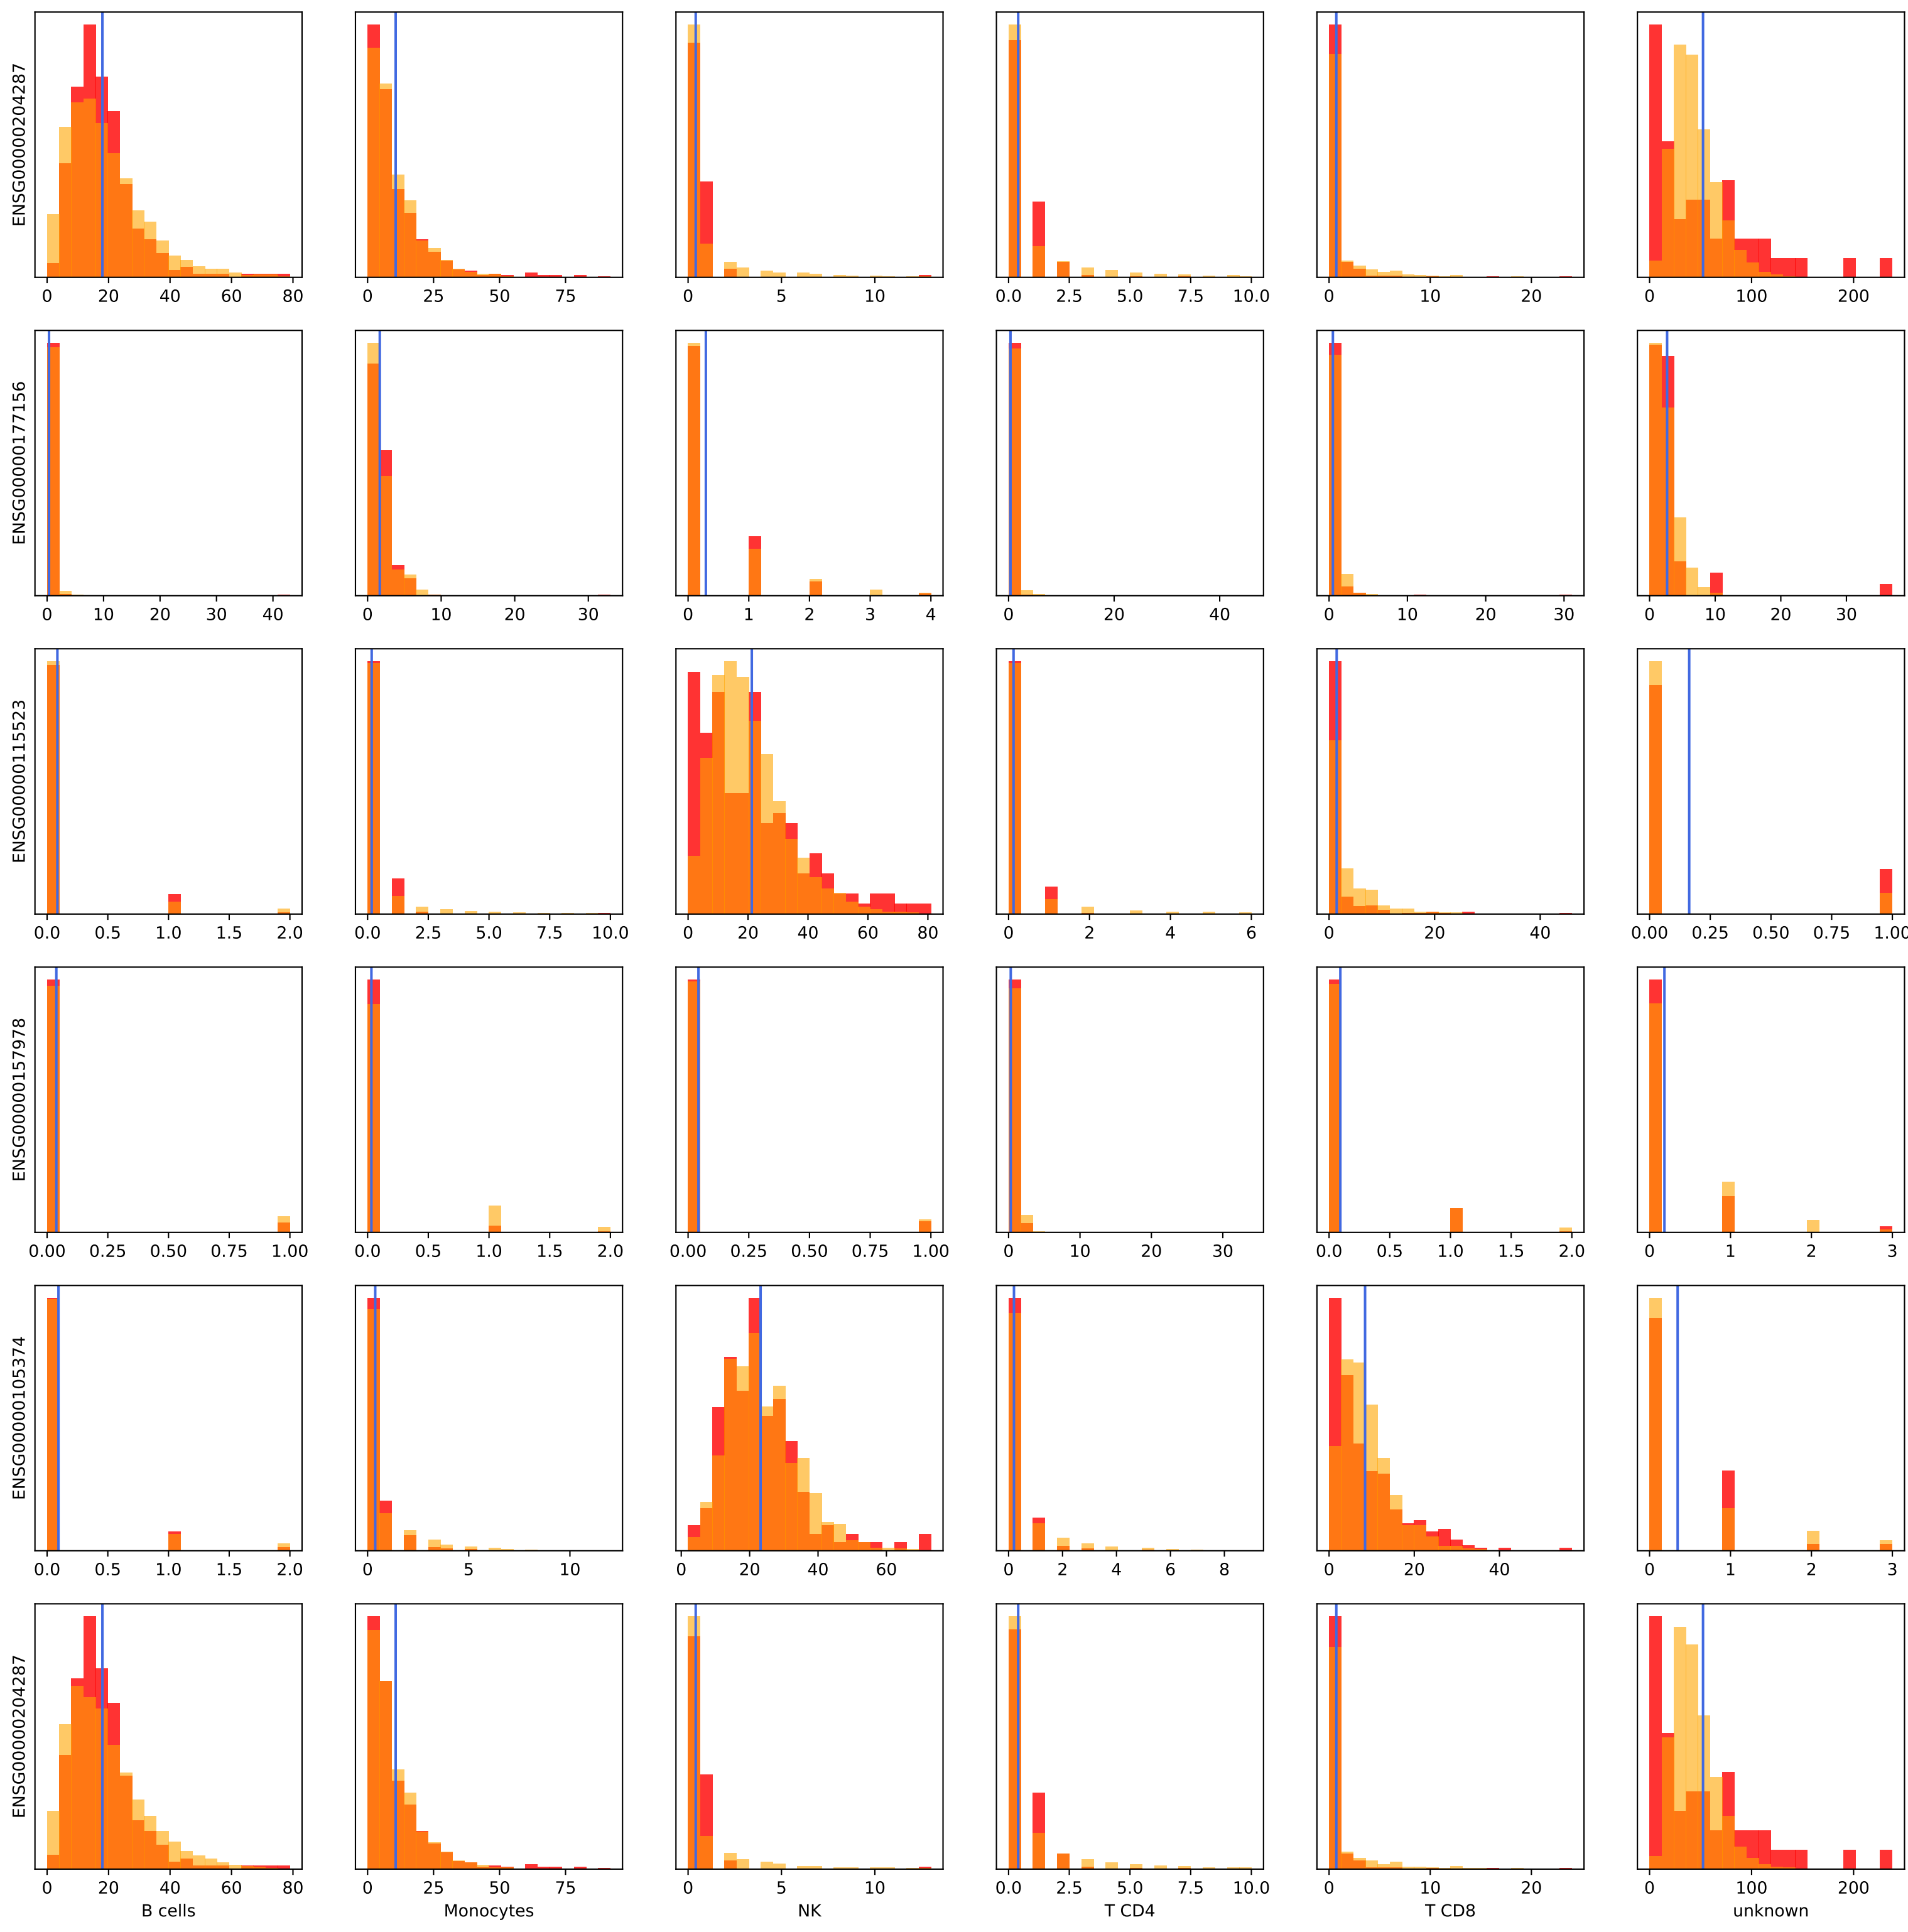 ENSG00000204287
0 20 40 60 80
0 25 50 75
0 5 10
0.0 2.5 5.0 7.5 10.0
0 10 20
0 100 200
ENSG00000177156
0 10 20 30 40
0 10 20 30
0 1 2 3 4
0 20 40
0 10 20 30
0 10 20 30
ENSG00000115523
0.0 0.5 1.0 1.5 2.0
0.0 2.5 5.0 7.5 10.0
0 20 40 60 80
0 2 4 6
0 20 40
0.00 0.25 0.50 0.75 1.00
ENSG00000157978
0.00 0.25 0.50 0.75 1.00
0.0 0.5 1.0 1.5 2.0
0.00 0.25 0.50 0.75 1.00
0 10 20 30
0.0 0.5 1.0 1.5 2.0
0 1 2 3
ENSG00000105374
0.0 0.5 1.0 1.5 2.0
0 5 10
0 20 40 60
0 2 4 6 8
0 20 40
0 1 2 3
ENSG00000204287
0 20 40 60 80
B cells
0 25 50 75
Monocytes
0 5 10
NK
0.0 2.5 5.0 7.5 10.0
T CD4
0 10 20
T CD8
0 100 200
unknown